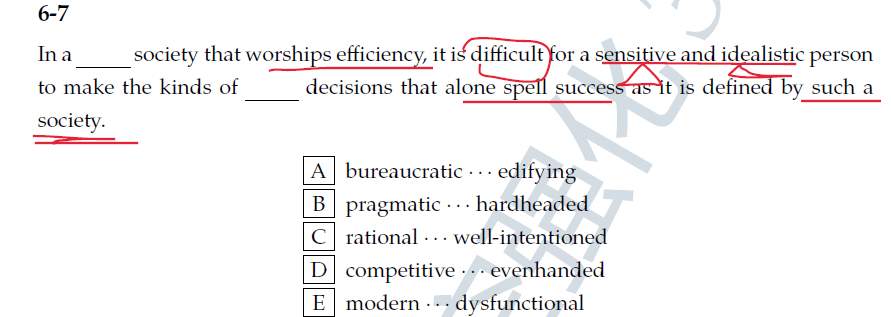 6-7
In a _____ society that worships efficiency, it is difficult for a sensitive and idealistic person
to make the kinds of _____ decisions that alone spell success as it is defined by such a
society.
A bureaucratic · · · edifying
B pragmatic · · · hardheaded
C rational · · · well-intentioned
D competitive · · · evenhanded
E modern · · · dysfunctional
强化